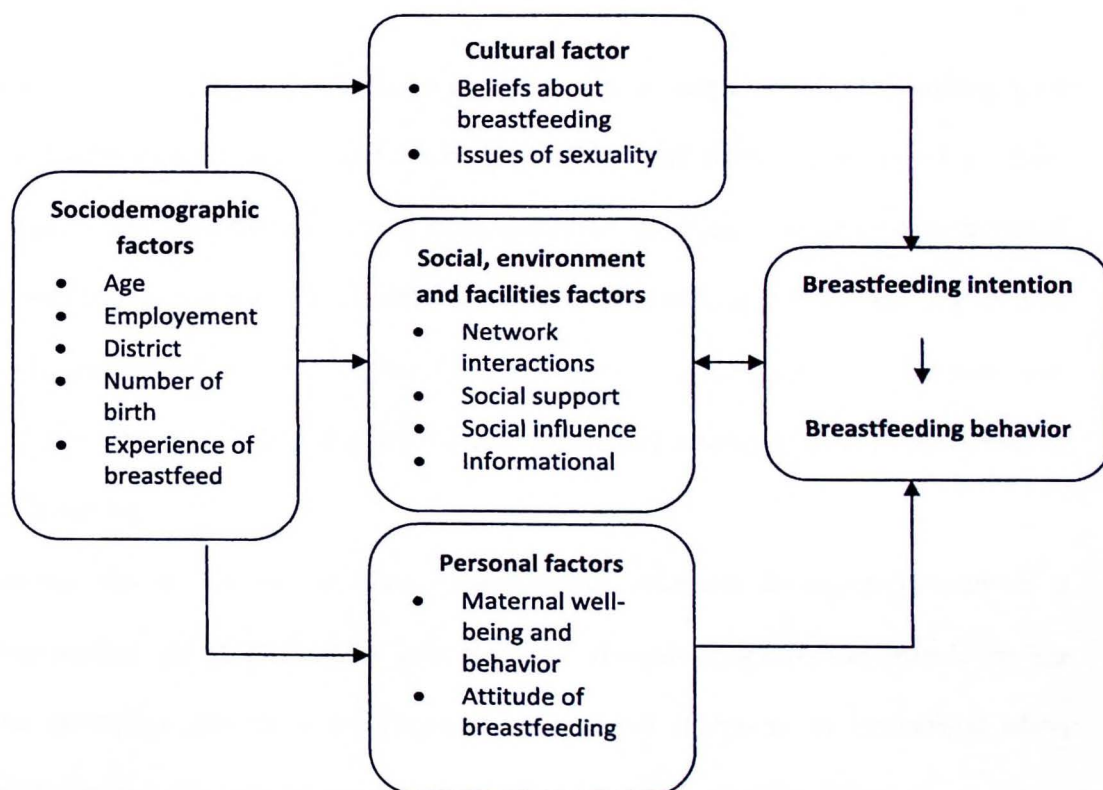 Cultural factor
• Beliefs about
breastfeeding
• Issues of sexuality
Sociodemographic
factors
• Age
• Employement
• District
• Number of
birth
• Experience of
breastfeed
Social, environment
and facilities factors
• Network
interactions
• Social support
• Social influence
• Informational
Breastfeeding intention
Breastfeeding behavior
Personal factors
• Maternal well-
being and
behavior
• Attitude of
breastfeeding